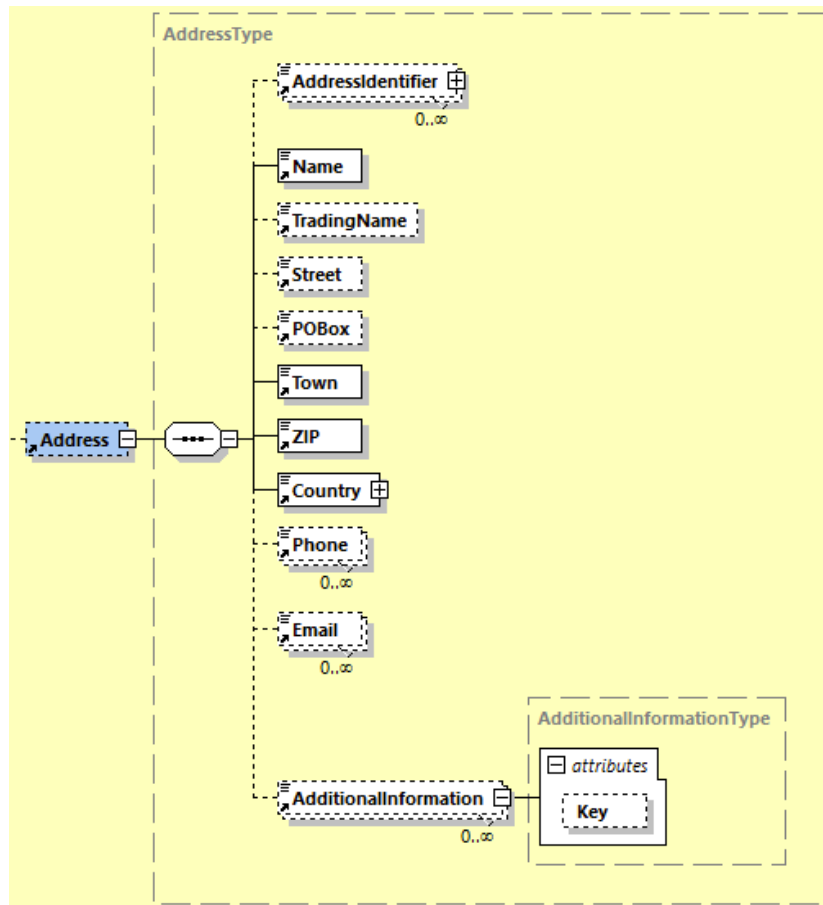 AddressType
AddressIdentifier
0..∞
Name
TradingName
Street
POBox
Town
Address
ZIP
Country
Phone
0..∞
Email
0..∞
AdditionalInformationType
attributes
AdditionalInformation
Key
0..∞